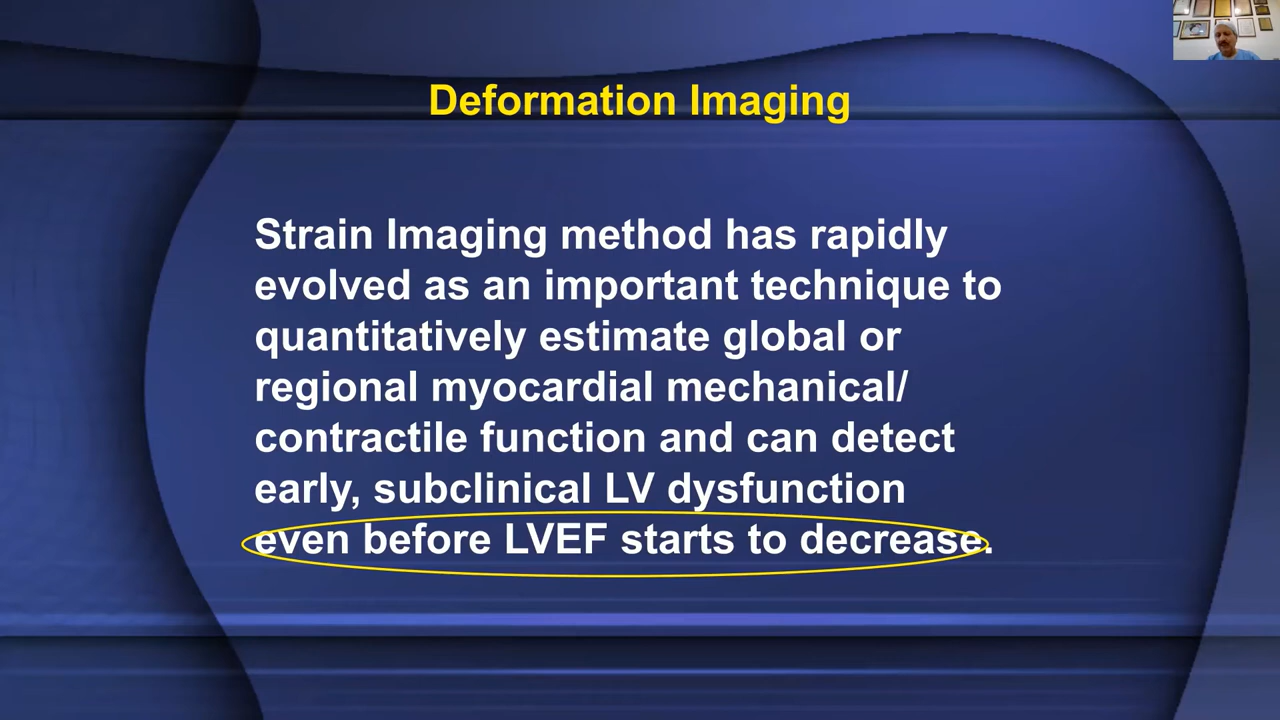 Deformation Imaging
Strain Imaging method has rapidly
evolved as an important technique to
quantitatively estimate global or
regional myocardial mechanical/
contractile function and can detect
early, subclinical LV dysfunction
even before LVEF starts to decrease.